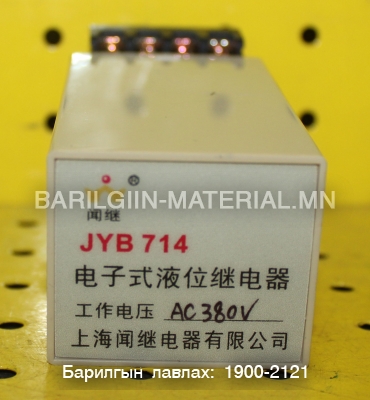 ®
BARILGIIN-MATERIAL.MN
闻继
JYB 714
电子式液位继电器
工作电压 AC380V
上海闻继电器有限公司
Барилгын лавлах: 1900-2121